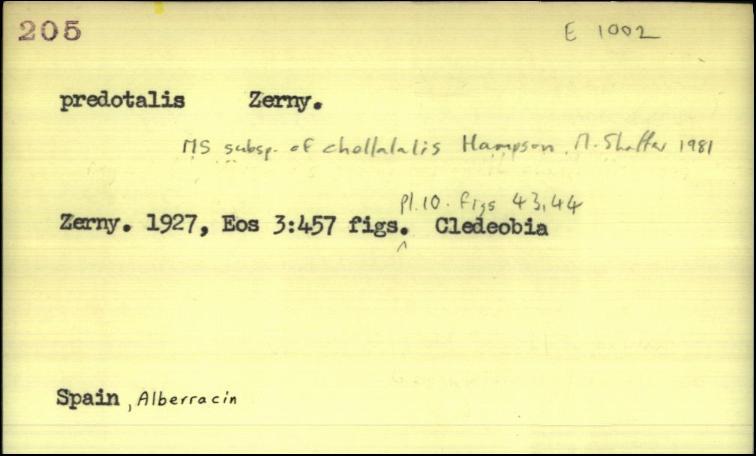 205
E 1002
predotalis Zerny.
MS subsp. of chellalalis Hampson, M. Shaffer 1981
pl.10. figs 43,44
Zerny. 1927, Eos 3:457 figs. Cledeobia
Spain, Alberracin